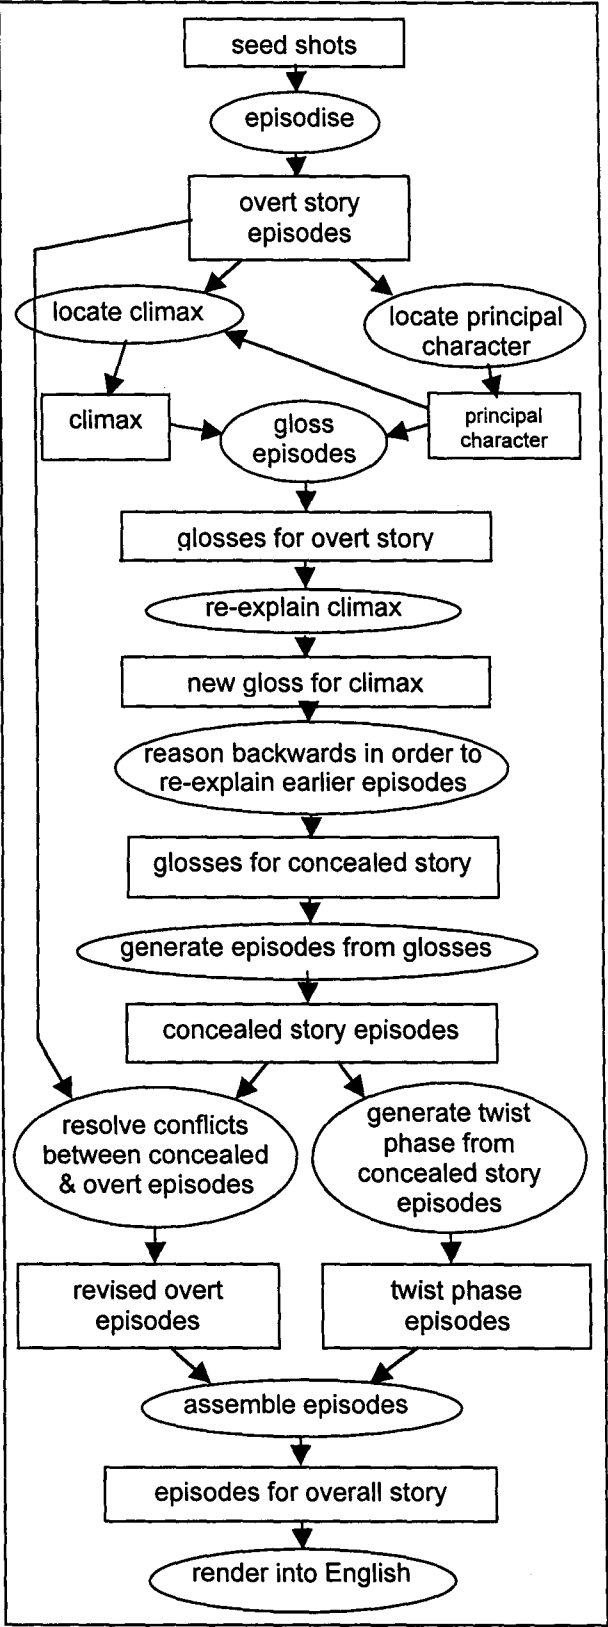 seed shots
episodise
overt story
episodes
locate climax
locate principal
character
climax
gloss
episodes
principal
character
glosses for overt story
re-explain climax
new gloss for climax
reason backwards in order to
re-explain earlier episodes
glosses for concealed story
generate episodes from glosses
concealed story episodes
resolve conflicts
between concealed
& overt episodes
generate twist
phase from
concealed story
episodes
revised overt
episodes
twist phase
episodes
assemble episodes
episodes for overall story
render into English